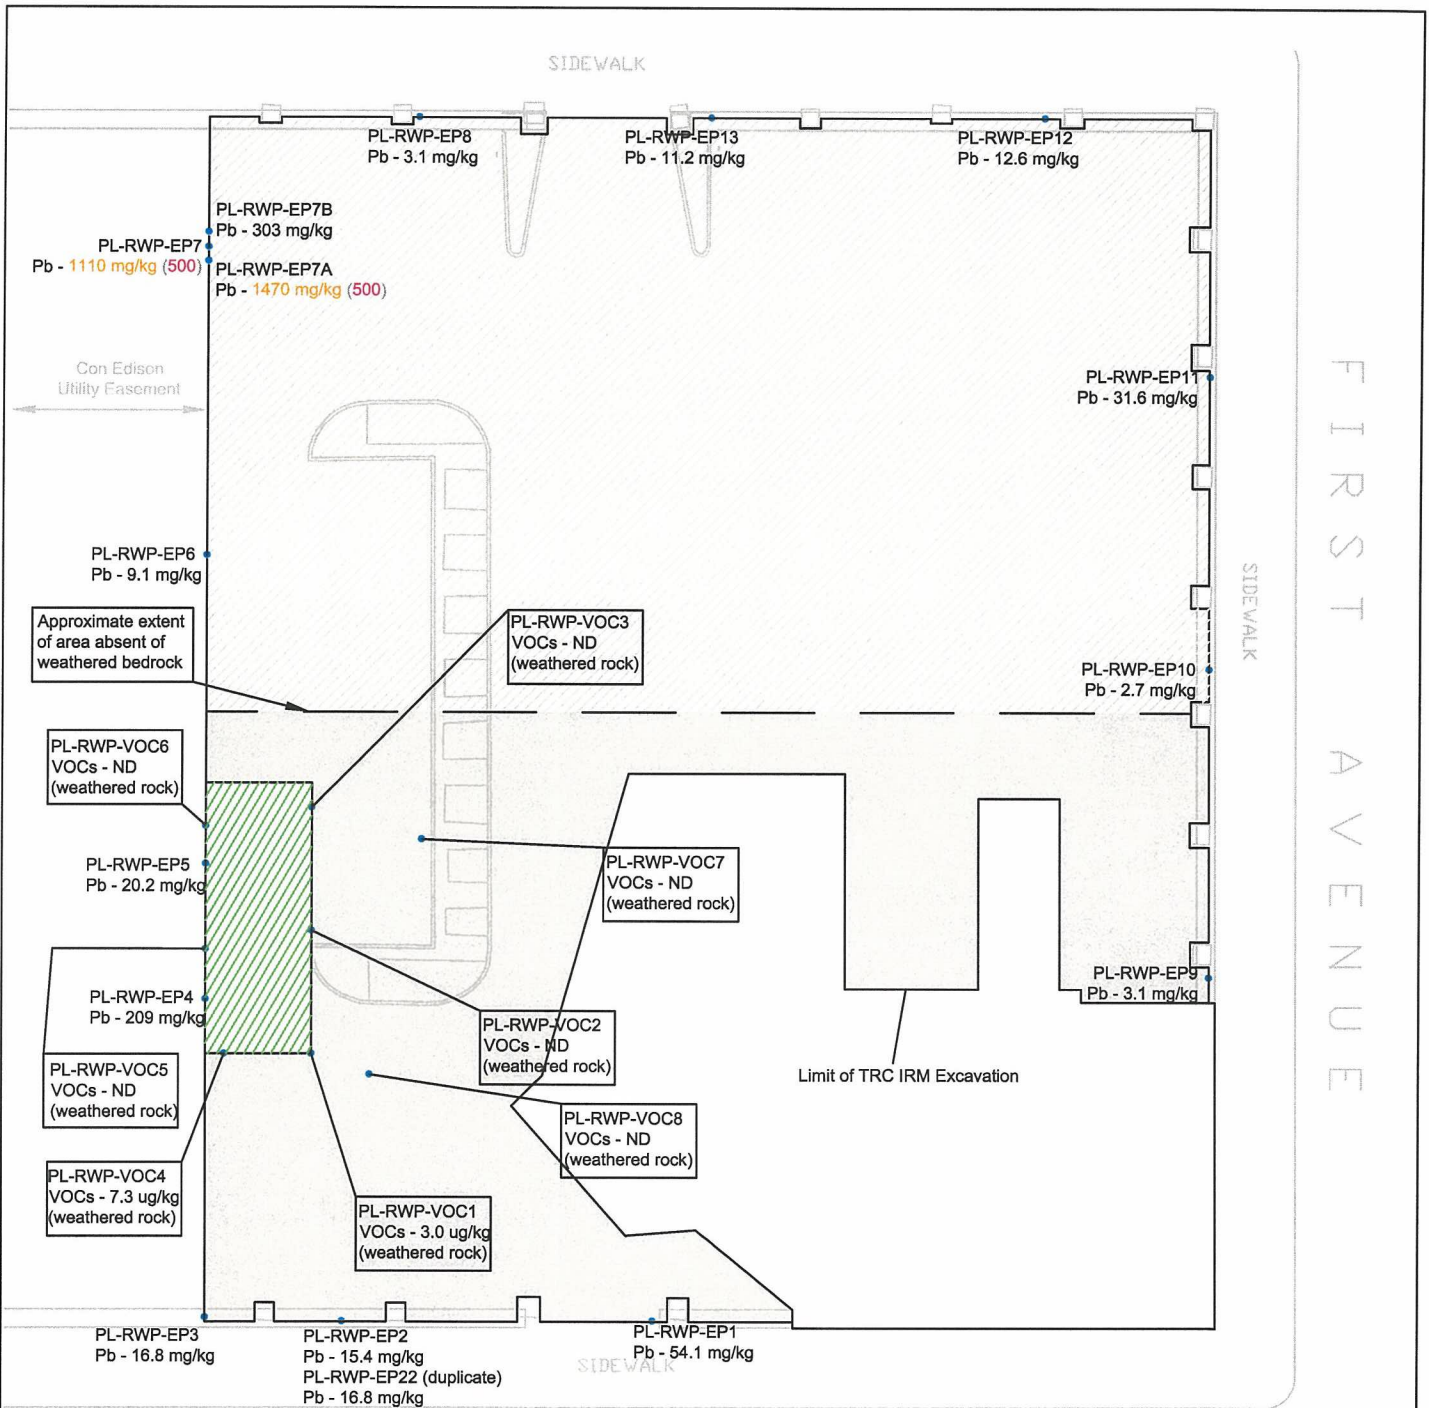 SIDEWALK
PL-RWP-EP8
Pb - 3.1 mg/kg
PL-RWP-EP13
Pb - 11.2 mg/kg
PL-RWP-EP12
Pb - 12.6 mg/kg
PL-RWP-EP7B
Pb - 303 mg/kg
PL-RWP-EP7
Pb - 1110 mg/kg (500)
PL-RWP-EP7A
Pb - 1470 mg/kg (500)
Con Edison
Utility Easement
PL-RWP-EP11
Pb - 31.6 mg/kg
FIRST AVENUE
PL-RWP-EP6
Pb - 9.1 mg/kg
SIDEWALK
Approximate extent
of area absent of
weathered bedrock
PL-RWP-VOC3
VOCs - ND
(weathered rock)
PL-RWP-EP10
Pb - 2.7 mg/kg
PL-RWP-VOC6
VOCs - ND
(weathered rock)
PL-RWP-EP5
Pb - 20.2 mg/kg
PL-RWP-VOC7
VOCs - ND
(weathered rock)
PL-RWP-EP9
Pb - 3.1 mg/kg
PL-RWP-EP4
Pb - 209 mg/kg
PL-RWP-VOC2
VOCs - ND
(weathered rock)
Limit of TRC IRM Excavation
PL-RWP-VOC5
VOCs - ND
(weathered rock)
PL-RWP-VOC8
VOCs - ND
(weathered rock)
PL-RWP-VOC4
VOCs - 7.3 ug/kg
(weathered rock)
PL-RWP-VOC1
VOCs - 3.0 ug/kg
(weathered rock)
PL-RWP-EP3
Pb - 16.8 mg/kg
PL-RWP-EP2
Pb - 15.4 mg/kg
PL-RWP-EP22 (duplicate)
Pb - 16.8 mg/kg
PL-RWP-EP1
Pb - 54.1 mg/kg
SIDEWALK